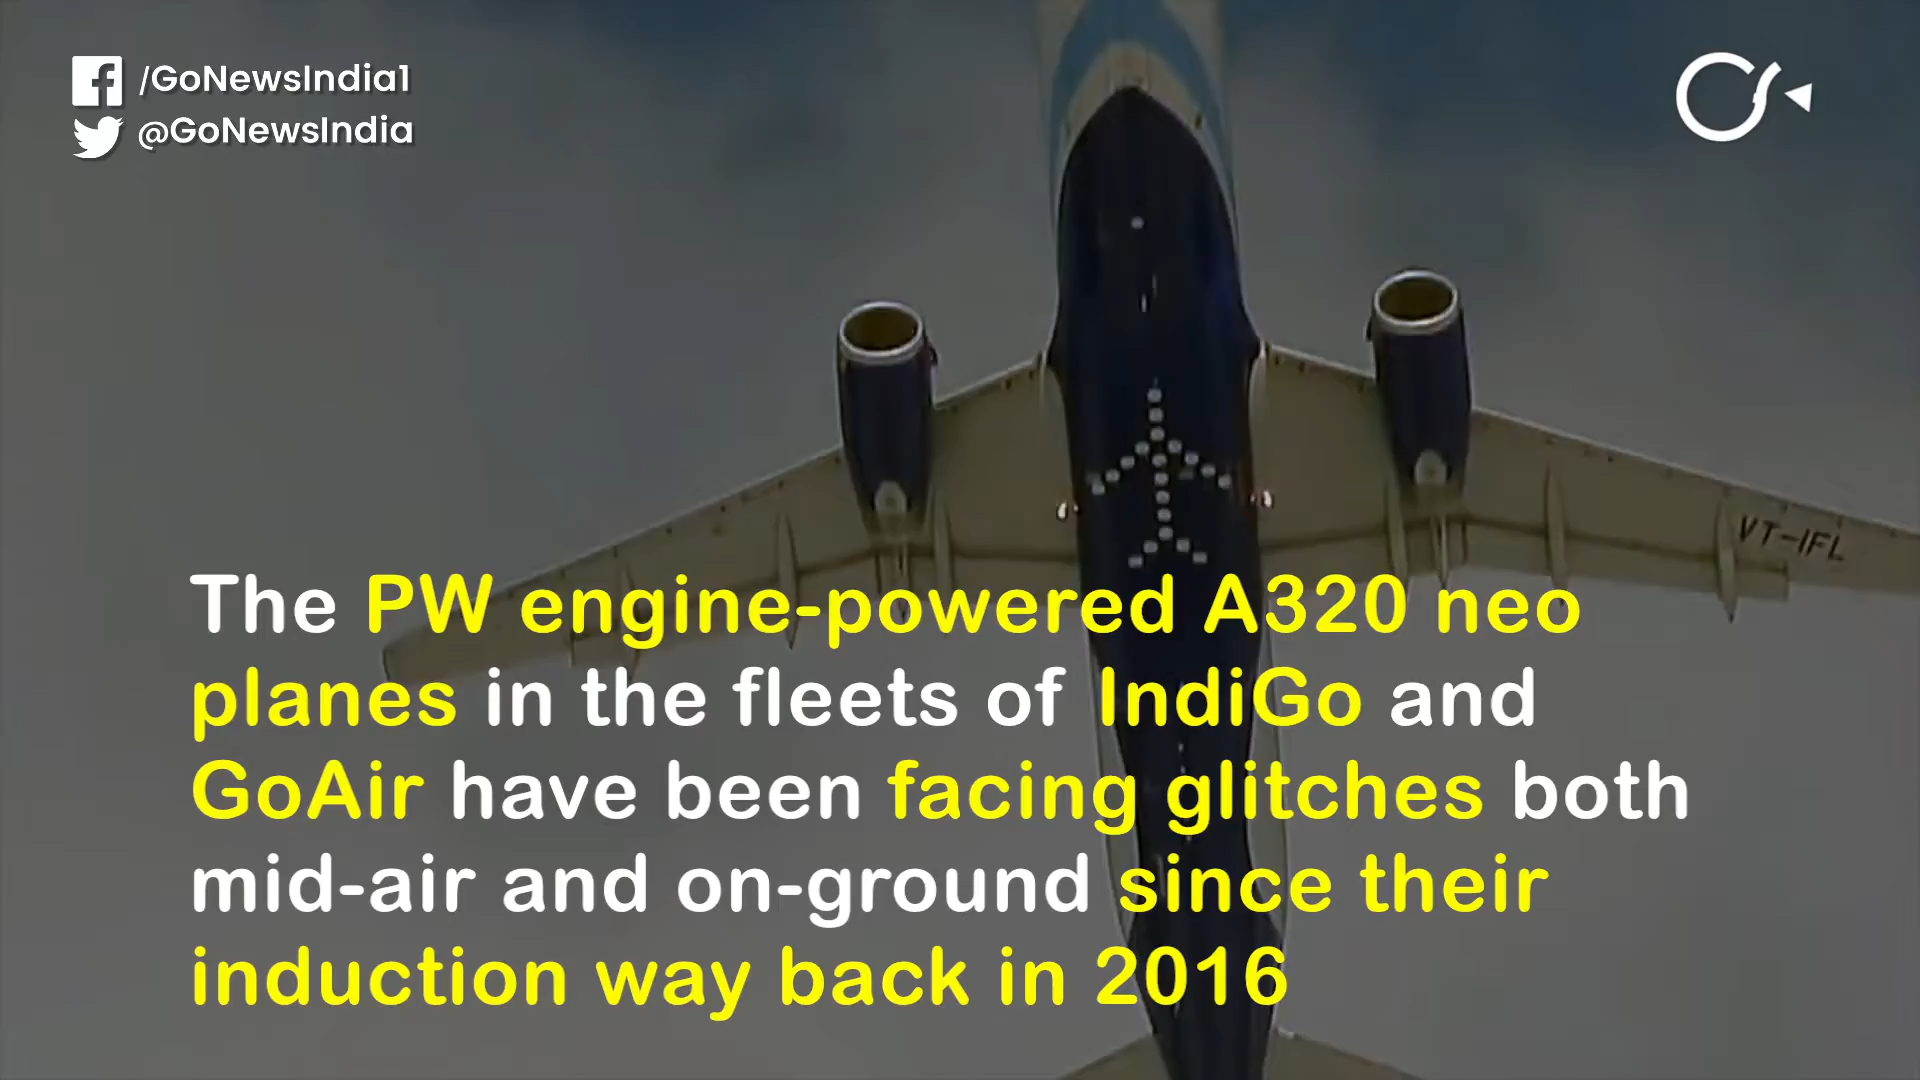 /GoNewsIndia1
@GoNewsIndia
VT-IFL
The PW engine-powered A320 neo
planes in the fleets of IndiGo and
GoAir have been facing glitches both
mid-air and on-ground since their
induction way back in 2016